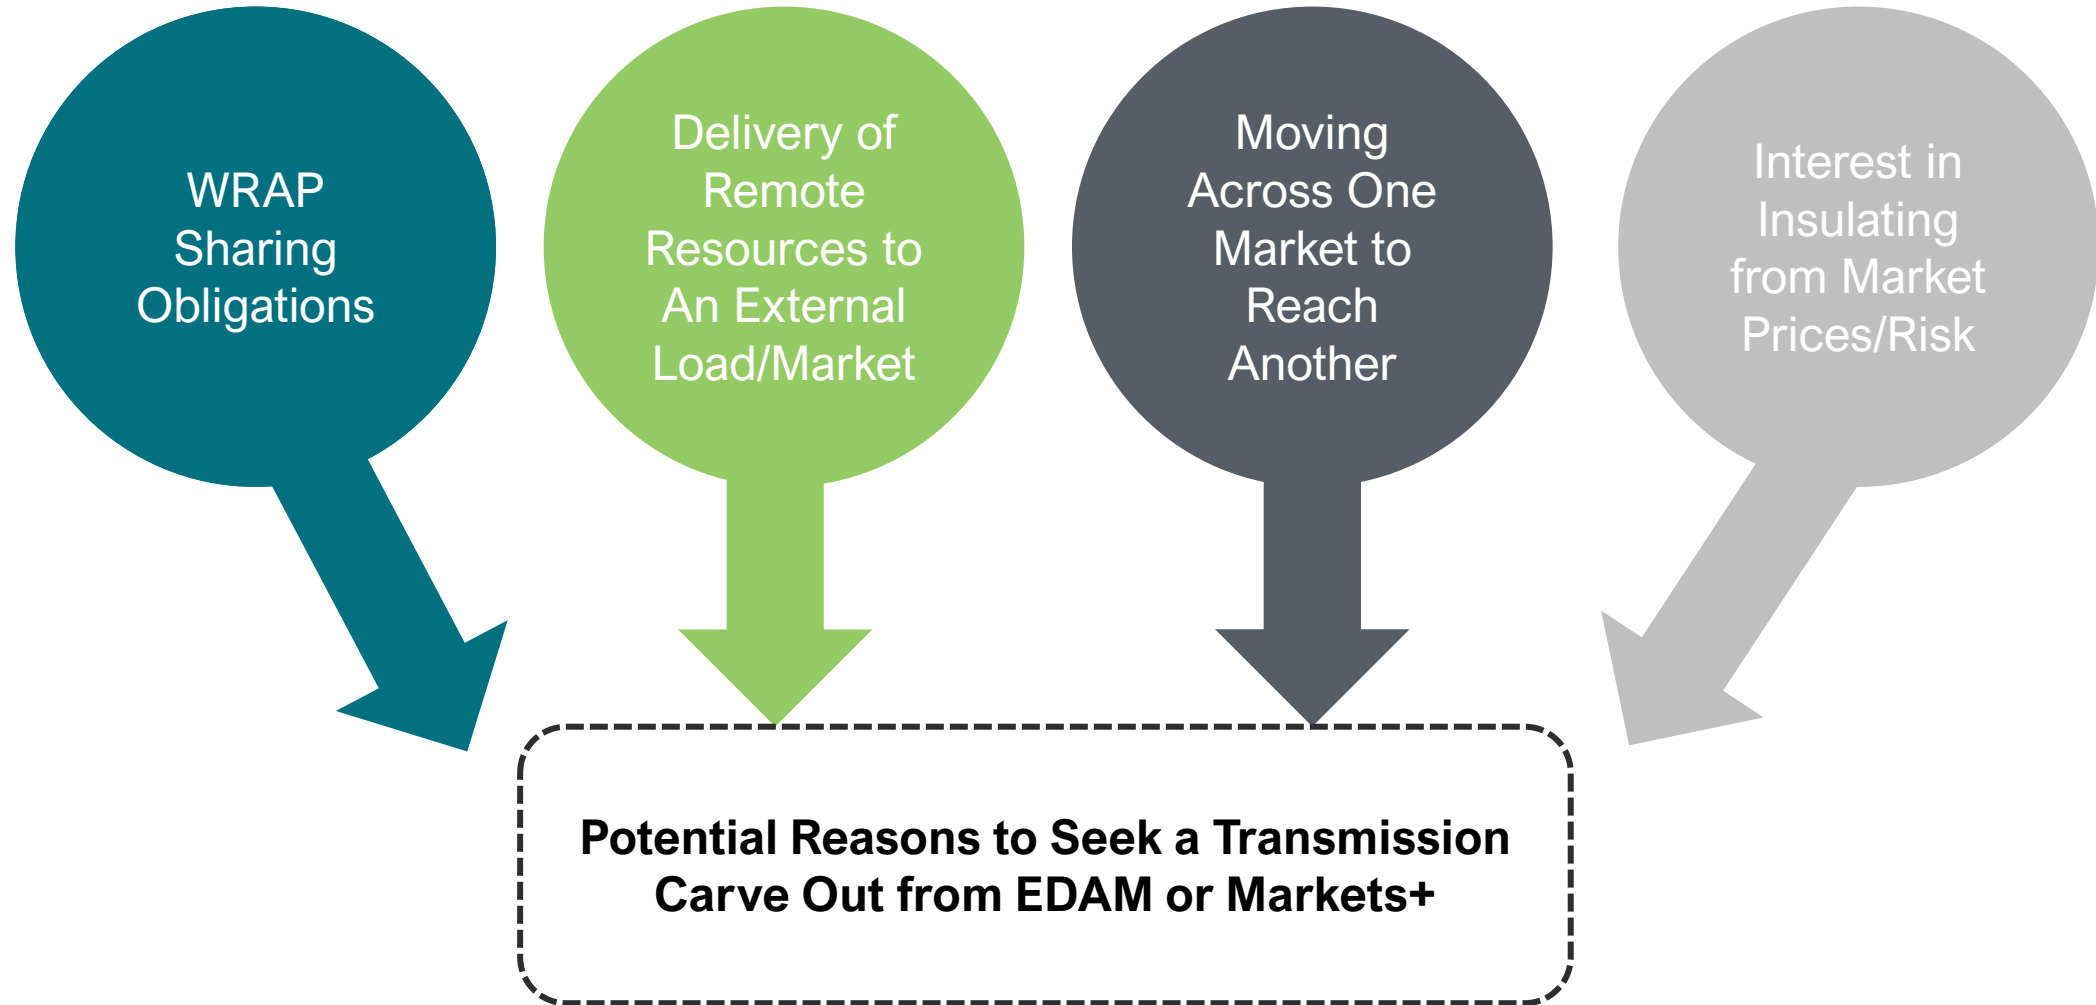 WRAP
Sharing
Obligations
Delivery of
Remote
Resources to
An External
Load/Market
Moving
Across One
Market to
Reach
Another
Interest in
Insulating
from Market
Prices/Risk
Potential Reasons to Seek a Transmission
Carve Out from EDAM or Markets+